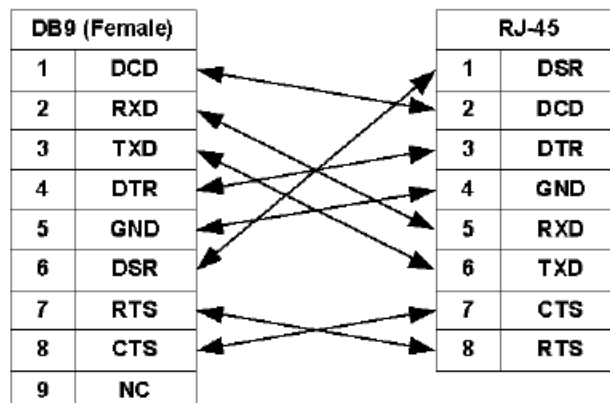 DB9 (Female)
1 DCD
2 RXD
3 TXD
4 DTR
5 GND
6 DSR
7 RTS
8 CTS
9 NC
RJ-45
1 DSR
2 DCD
3 DTR
4 GND
5 RXD
6 TXD
7 CTS
8 RTS